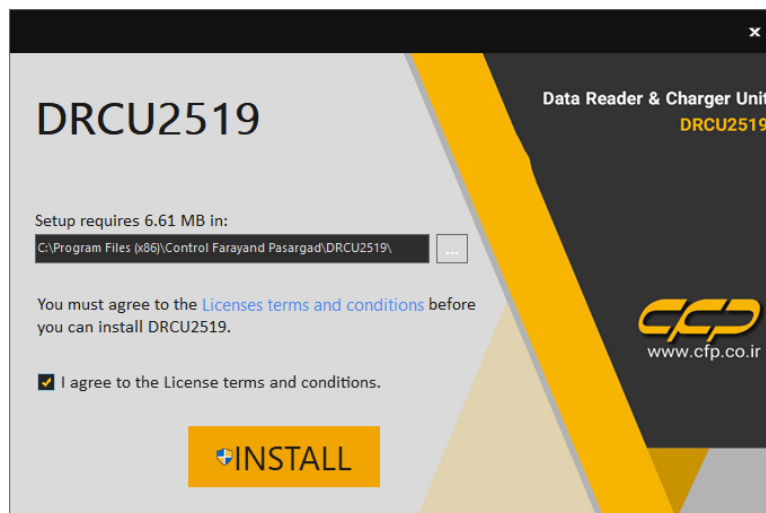 x
Data Reader & Charger Unit
DRCU2519
DRCU2519
Setup requires 6.61 MB in:
C:\Program Files (x86)\Control Farayand Pasargad\DRCU2519\
...
You must agree to the Licenses terms and conditions before
you can install DRCU2519.
I agree to the License terms and conditions.
INSTALL
CFP
www.cfp.co.ir